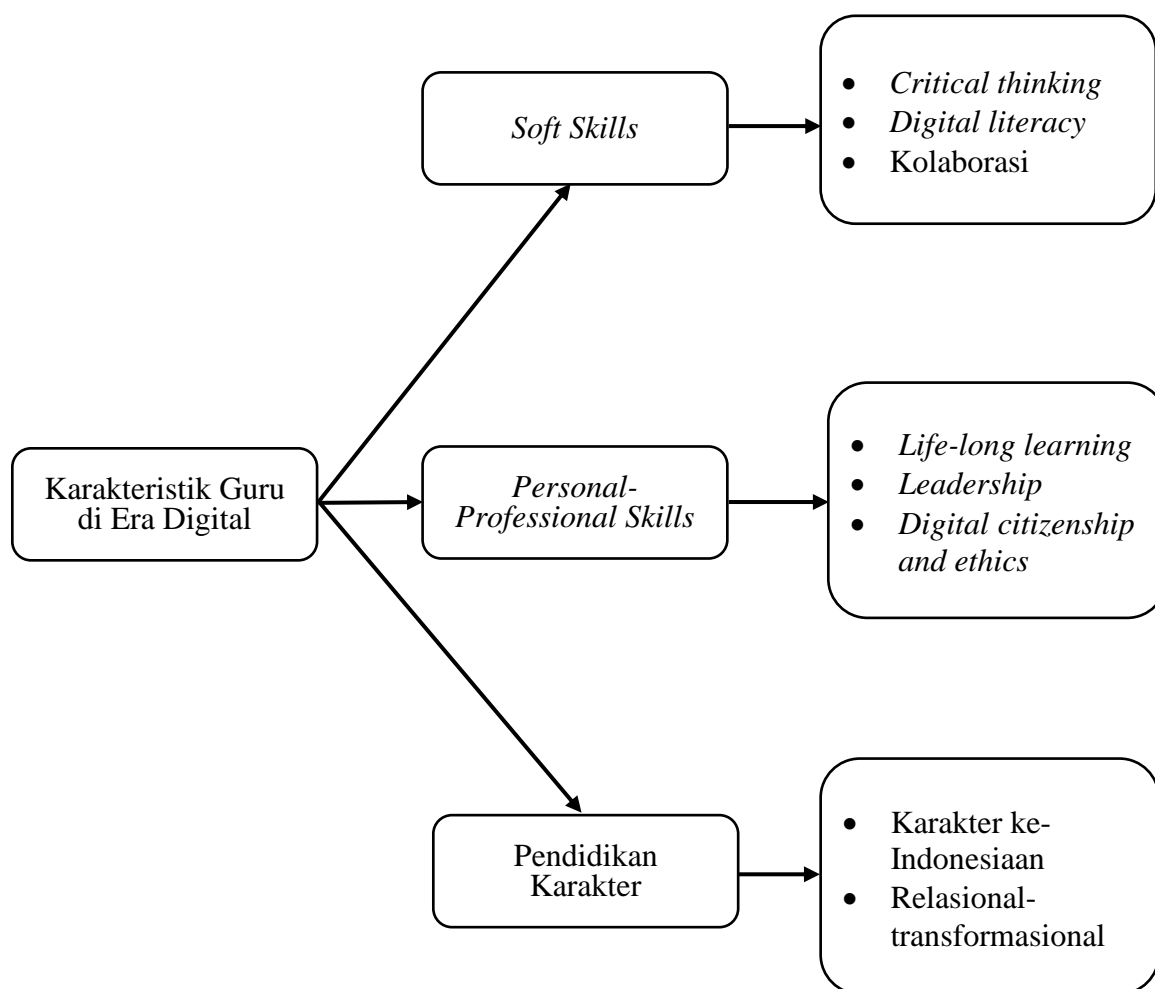 Karakteristik Guru
di Era Digital
Soft Skills
• Critical thinking
• Digital literacy
• Kolaborasi
Personal-
Professional Skills
• Life-long learning
• Leadership
• Digital citizenship
and ethics
Pendidikan
Karakter
• Karakter ke-
Indonesiaan
• Relasional-
transformasional